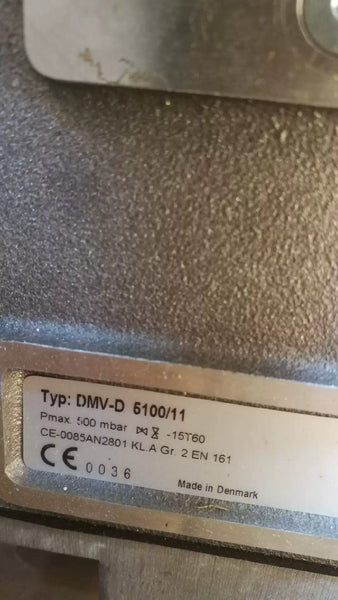 Typ: DMV-D 5100/11
Pmax. 500 mbar -15T60
CE-0085AN2801 KL.A Gr. 2 EN 161
CE 0036 Made in Denmark